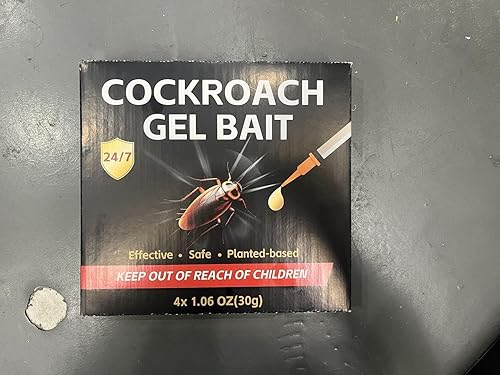 COCKROACH
GEL BAIT
24/7
Effective • Safe • Planted-based
KEEP OUT OF REACH OF CHILDREN
4x 1.06 OZ(30g)